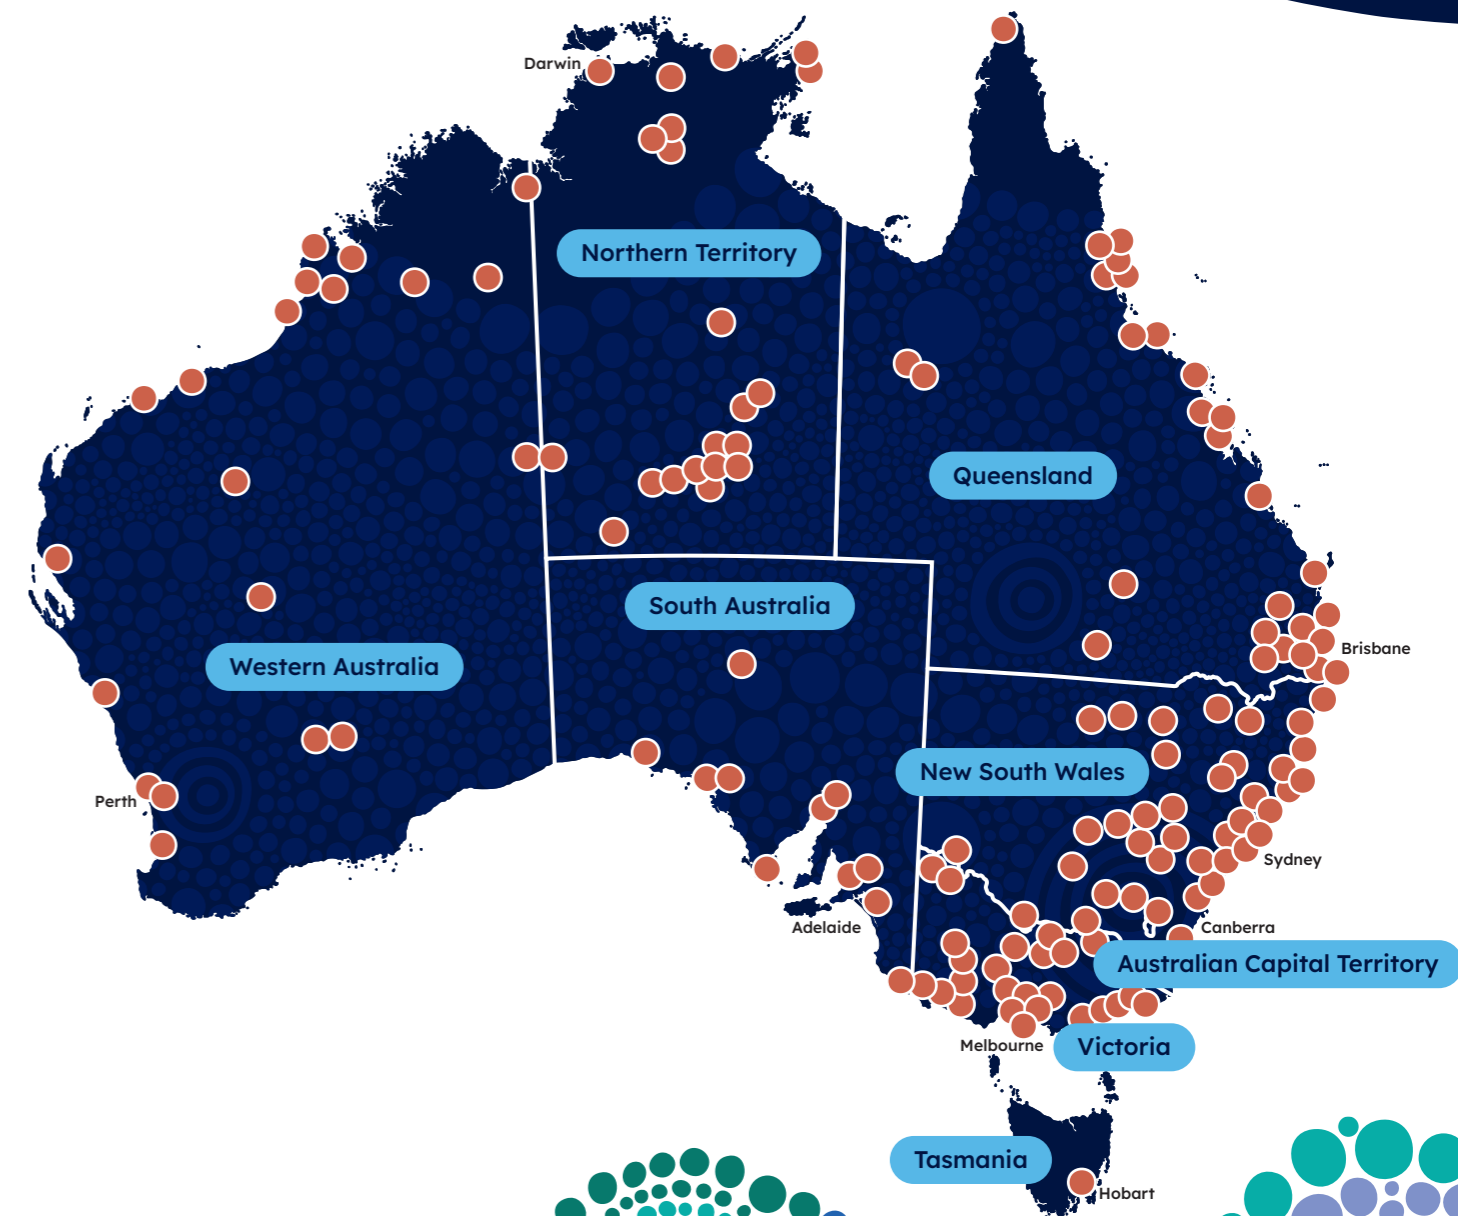 Darwin
Northern Territory
Queensland
South Australia
Western Australia
Brisbane
New South Wales
Perth
Sydney
Adelaide
Canberra
Australian Capital Territory
Melbourne
Victoria
Tasmania
Hobart